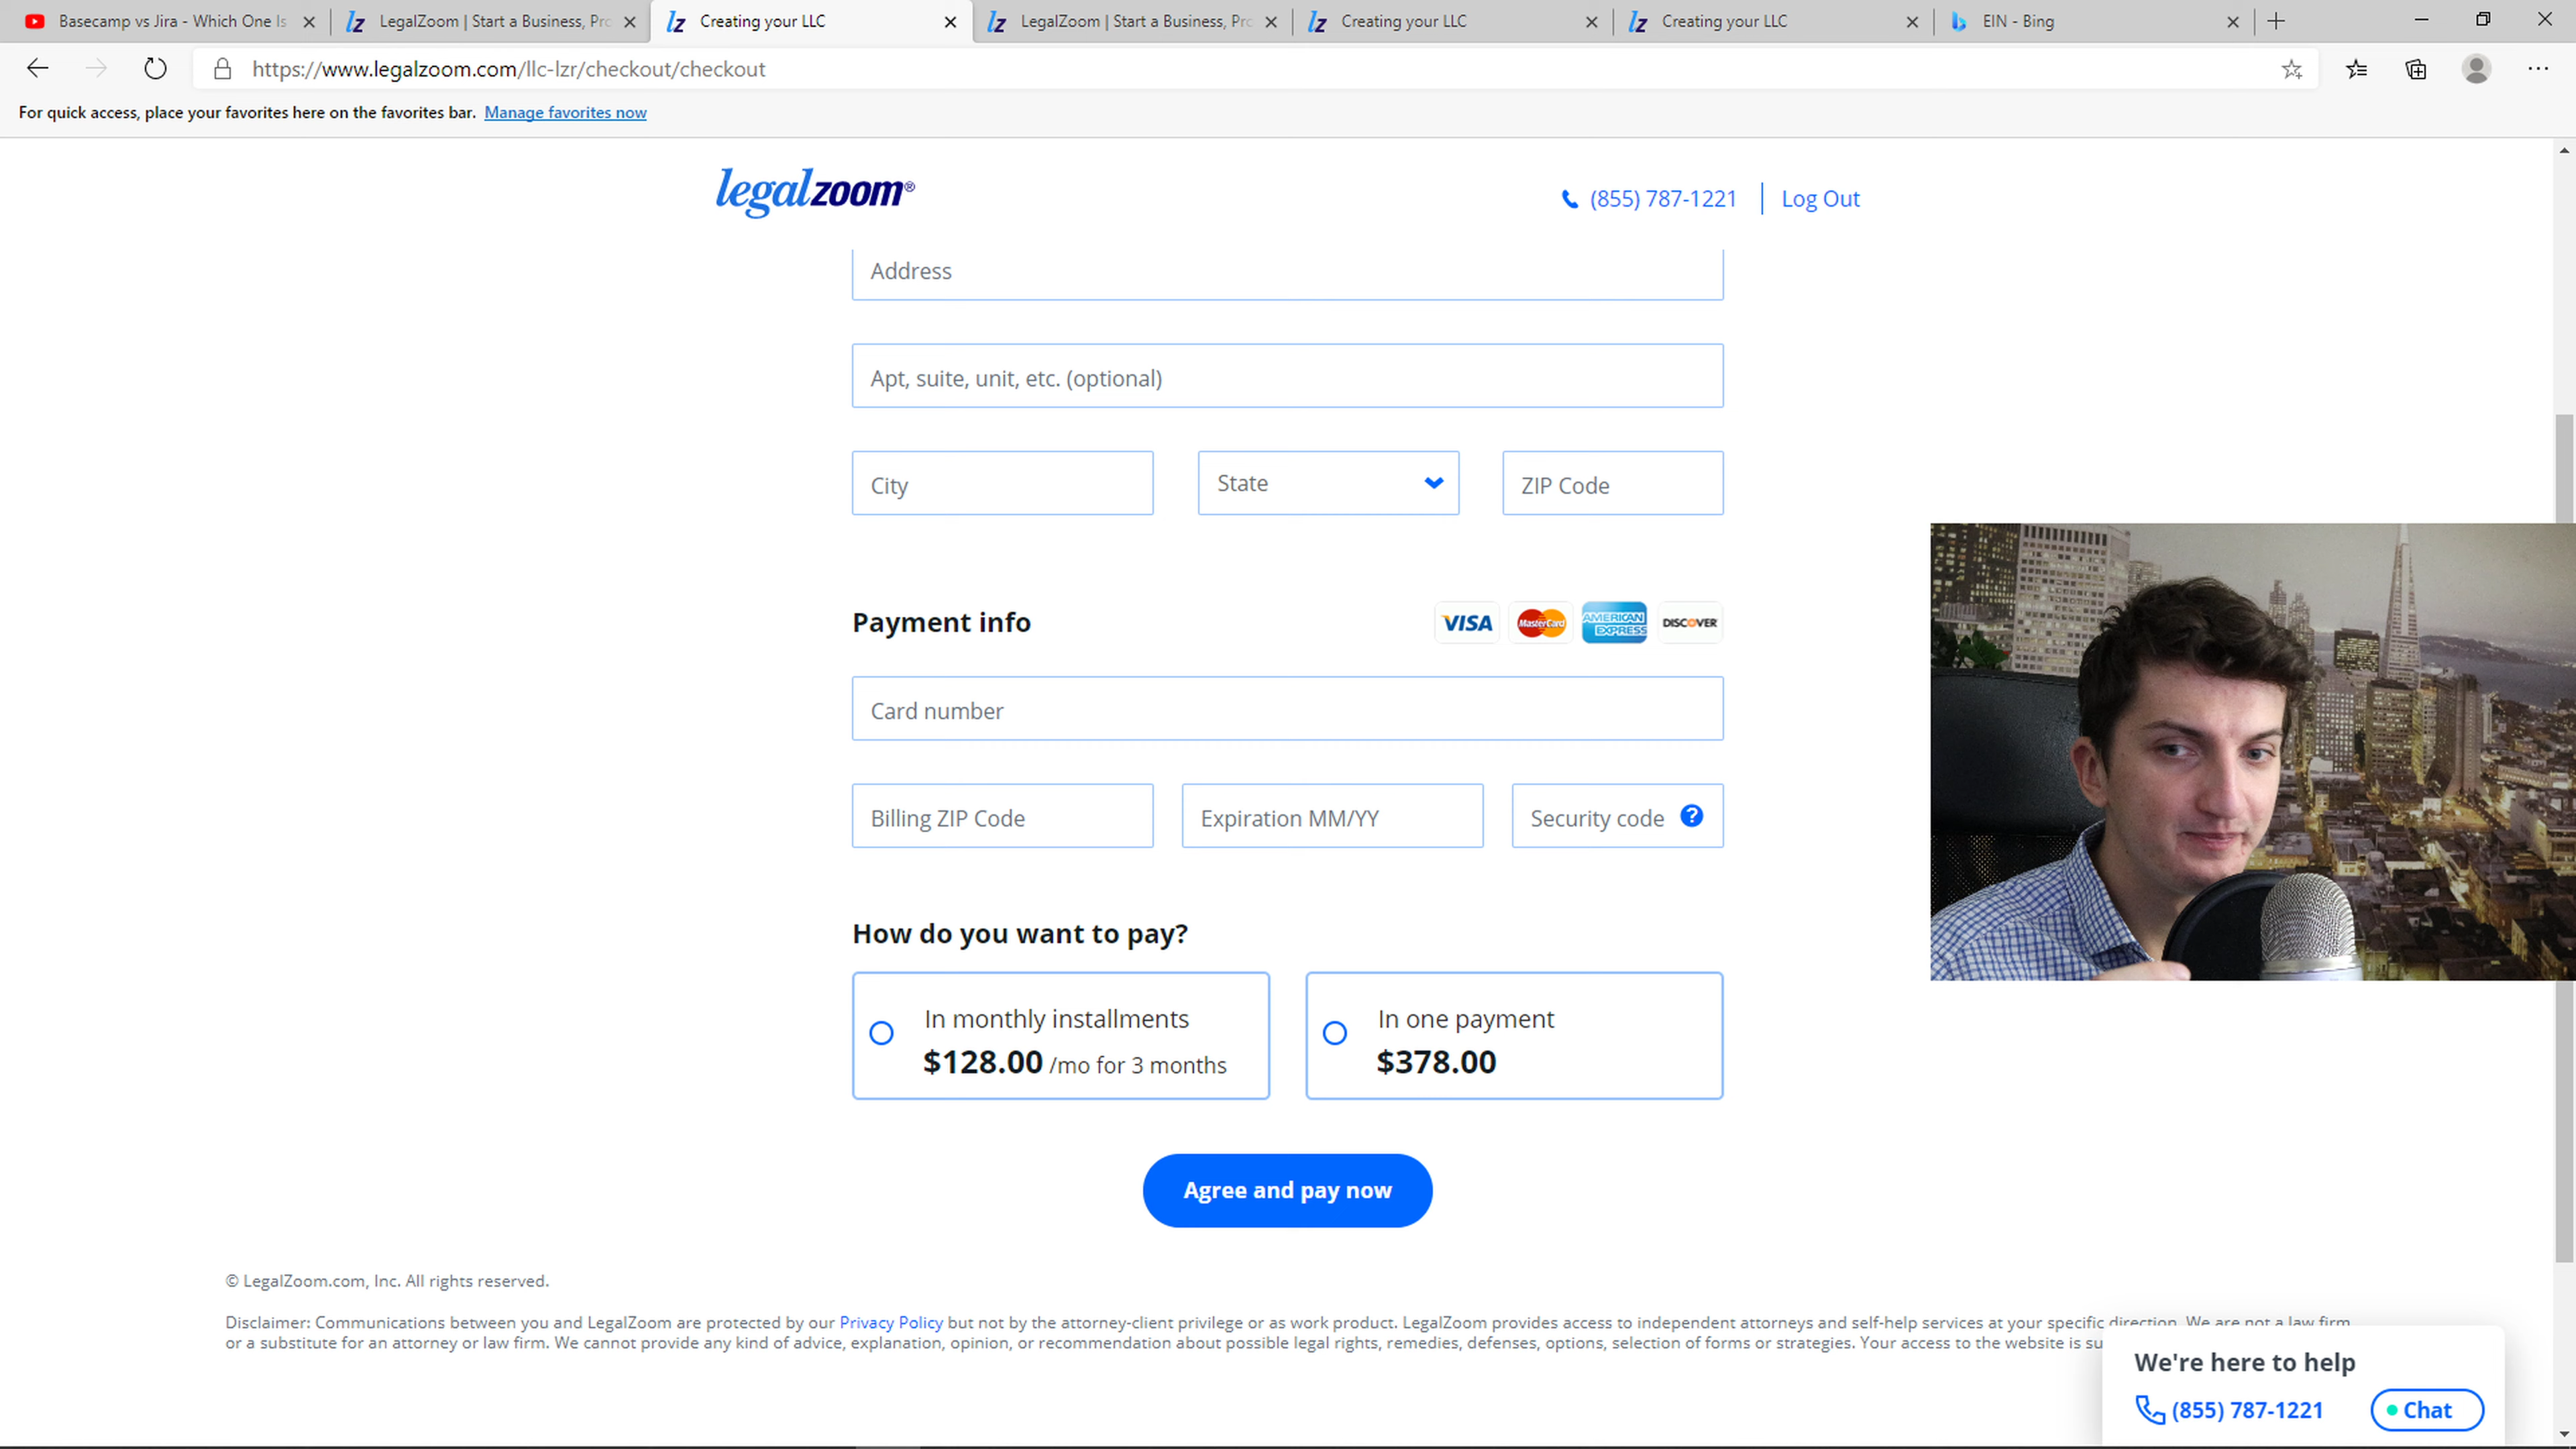 Basecamp vs Jira - Which One Is
LegalZoom | Start a Business, Pro
Creating your LLC
LegalZoom | Start a Business, Pro
Creating your LLC
Creating your LLC
EIN - Bing
https://www.legalzoom.com/llc-lzr/checkout/checkout
For quick access, place your favorites here on the favorites bar. Manage favorites now
legalzoom®
(855) 787-1221
Log Out
Address
Apt, suite, unit, etc. (optional)
City
State
ZIP Code
Payment info
VISA
MasterCard
AMERICAN EXPRESS
DISCOVER
Card number
Billing ZIP Code
Expiration MM/YY
Security code ?
How do you want to pay?
In monthly installments
$128.00 /mo for 3 months
In one payment
$378.00
Agree and pay now
© LegalZoom.com, Inc. All rights reserved.
Disclaimer: Communications between you and LegalZoom are protected by our Privacy Policy but not by the attorney-client privilege or as work product. LegalZoom provides access to independent attorneys and self-help services at your specific direction. We are not a law firm
or a substitute for an attorney or law firm. We cannot provide any kind of advice, explanation, opinion, or recommendation about possible legal rights, remedies, defenses, options, selection of forms or strategies. Your access to the website is su
We're here to help
(855) 787-1221
Chat